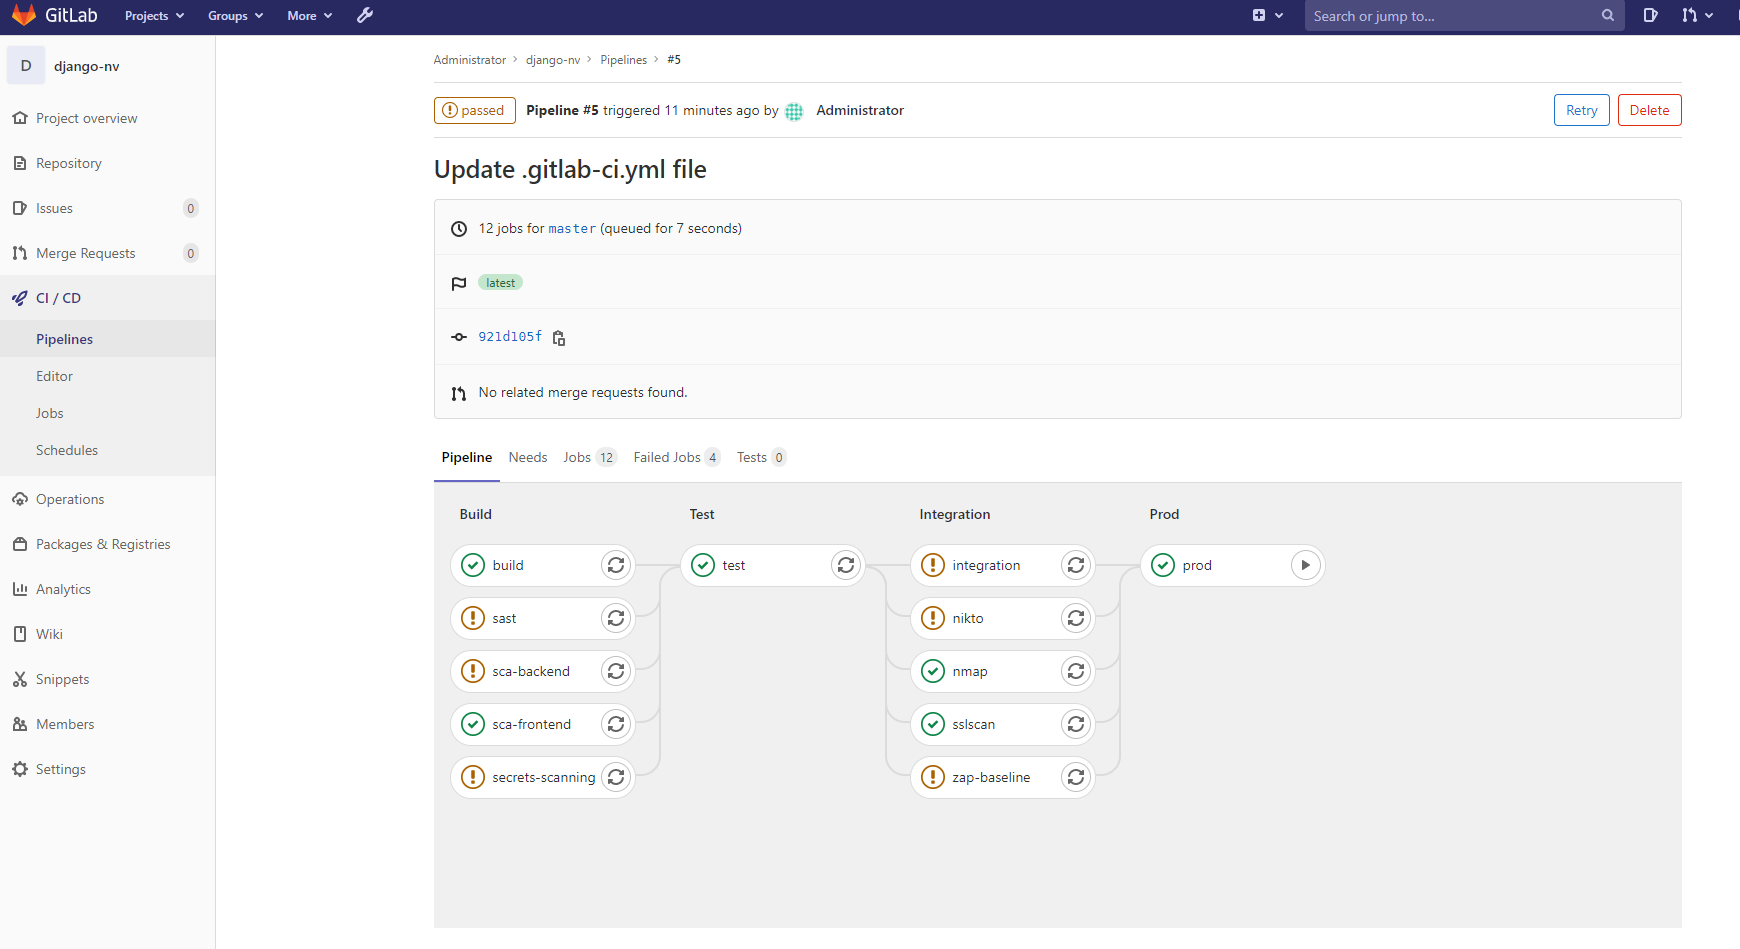 GitLab Projects Groups More Search or jump to...
D django-nv
Project overview
Repository
Issues 0
Merge Requests 0
CI / CD
Pipelines
Editor
Jobs
Schedules
Operations
Packages & Registries
Analytics
Wiki
Snippets
Members
Settings
Administrator > django-nv > Pipelines > #5
passed Pipeline #5 triggered 11 minutes ago by Administrator Retry Delete
Update .gitlab-ci.yml file
12 jobs for master (queued for 7 seconds)
latest
921d105f
No related merge requests found.
Pipeline Needs Jobs 12 Failed Jobs 4 Tests 0
Build Test Integration Prod
build test integration prod
sast nikto
sca-backend nmap
sca-frontend sslscan
secrets-scanning zap-baseline